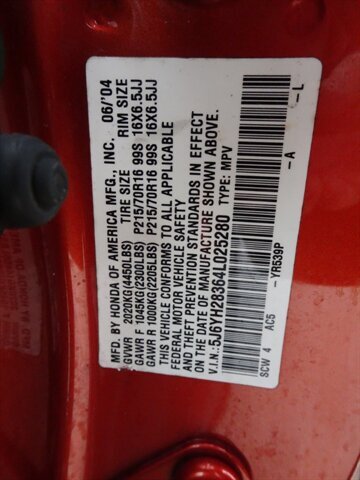 MFD. BY HONDA OF AMERICA MFG., INC. 06/'04
GVWR 2020KG(4450LBS) TIRE SIZE RIM SIZE
GAWR F 1045KG(2300LBS) P215/70R16 99S 16X6.5JJ
GAWR R 1000KG(2205LBS) P215/70R16 99S 16X6.5JJ
THIS VEHICLE CONFORMS TO ALL APPLICABLE
FEDERAL MOTOR VEHICLE SAFETY
AND THEFT PREVENTION STANDARDS IN EFFECT
ON THE DATE OF MANUFACTURE SHOWN ABOVE.
V.I.N.:5J6YH28364L025280 TYPE: MPV
SCW 4 AC5 -YR539P -A -L